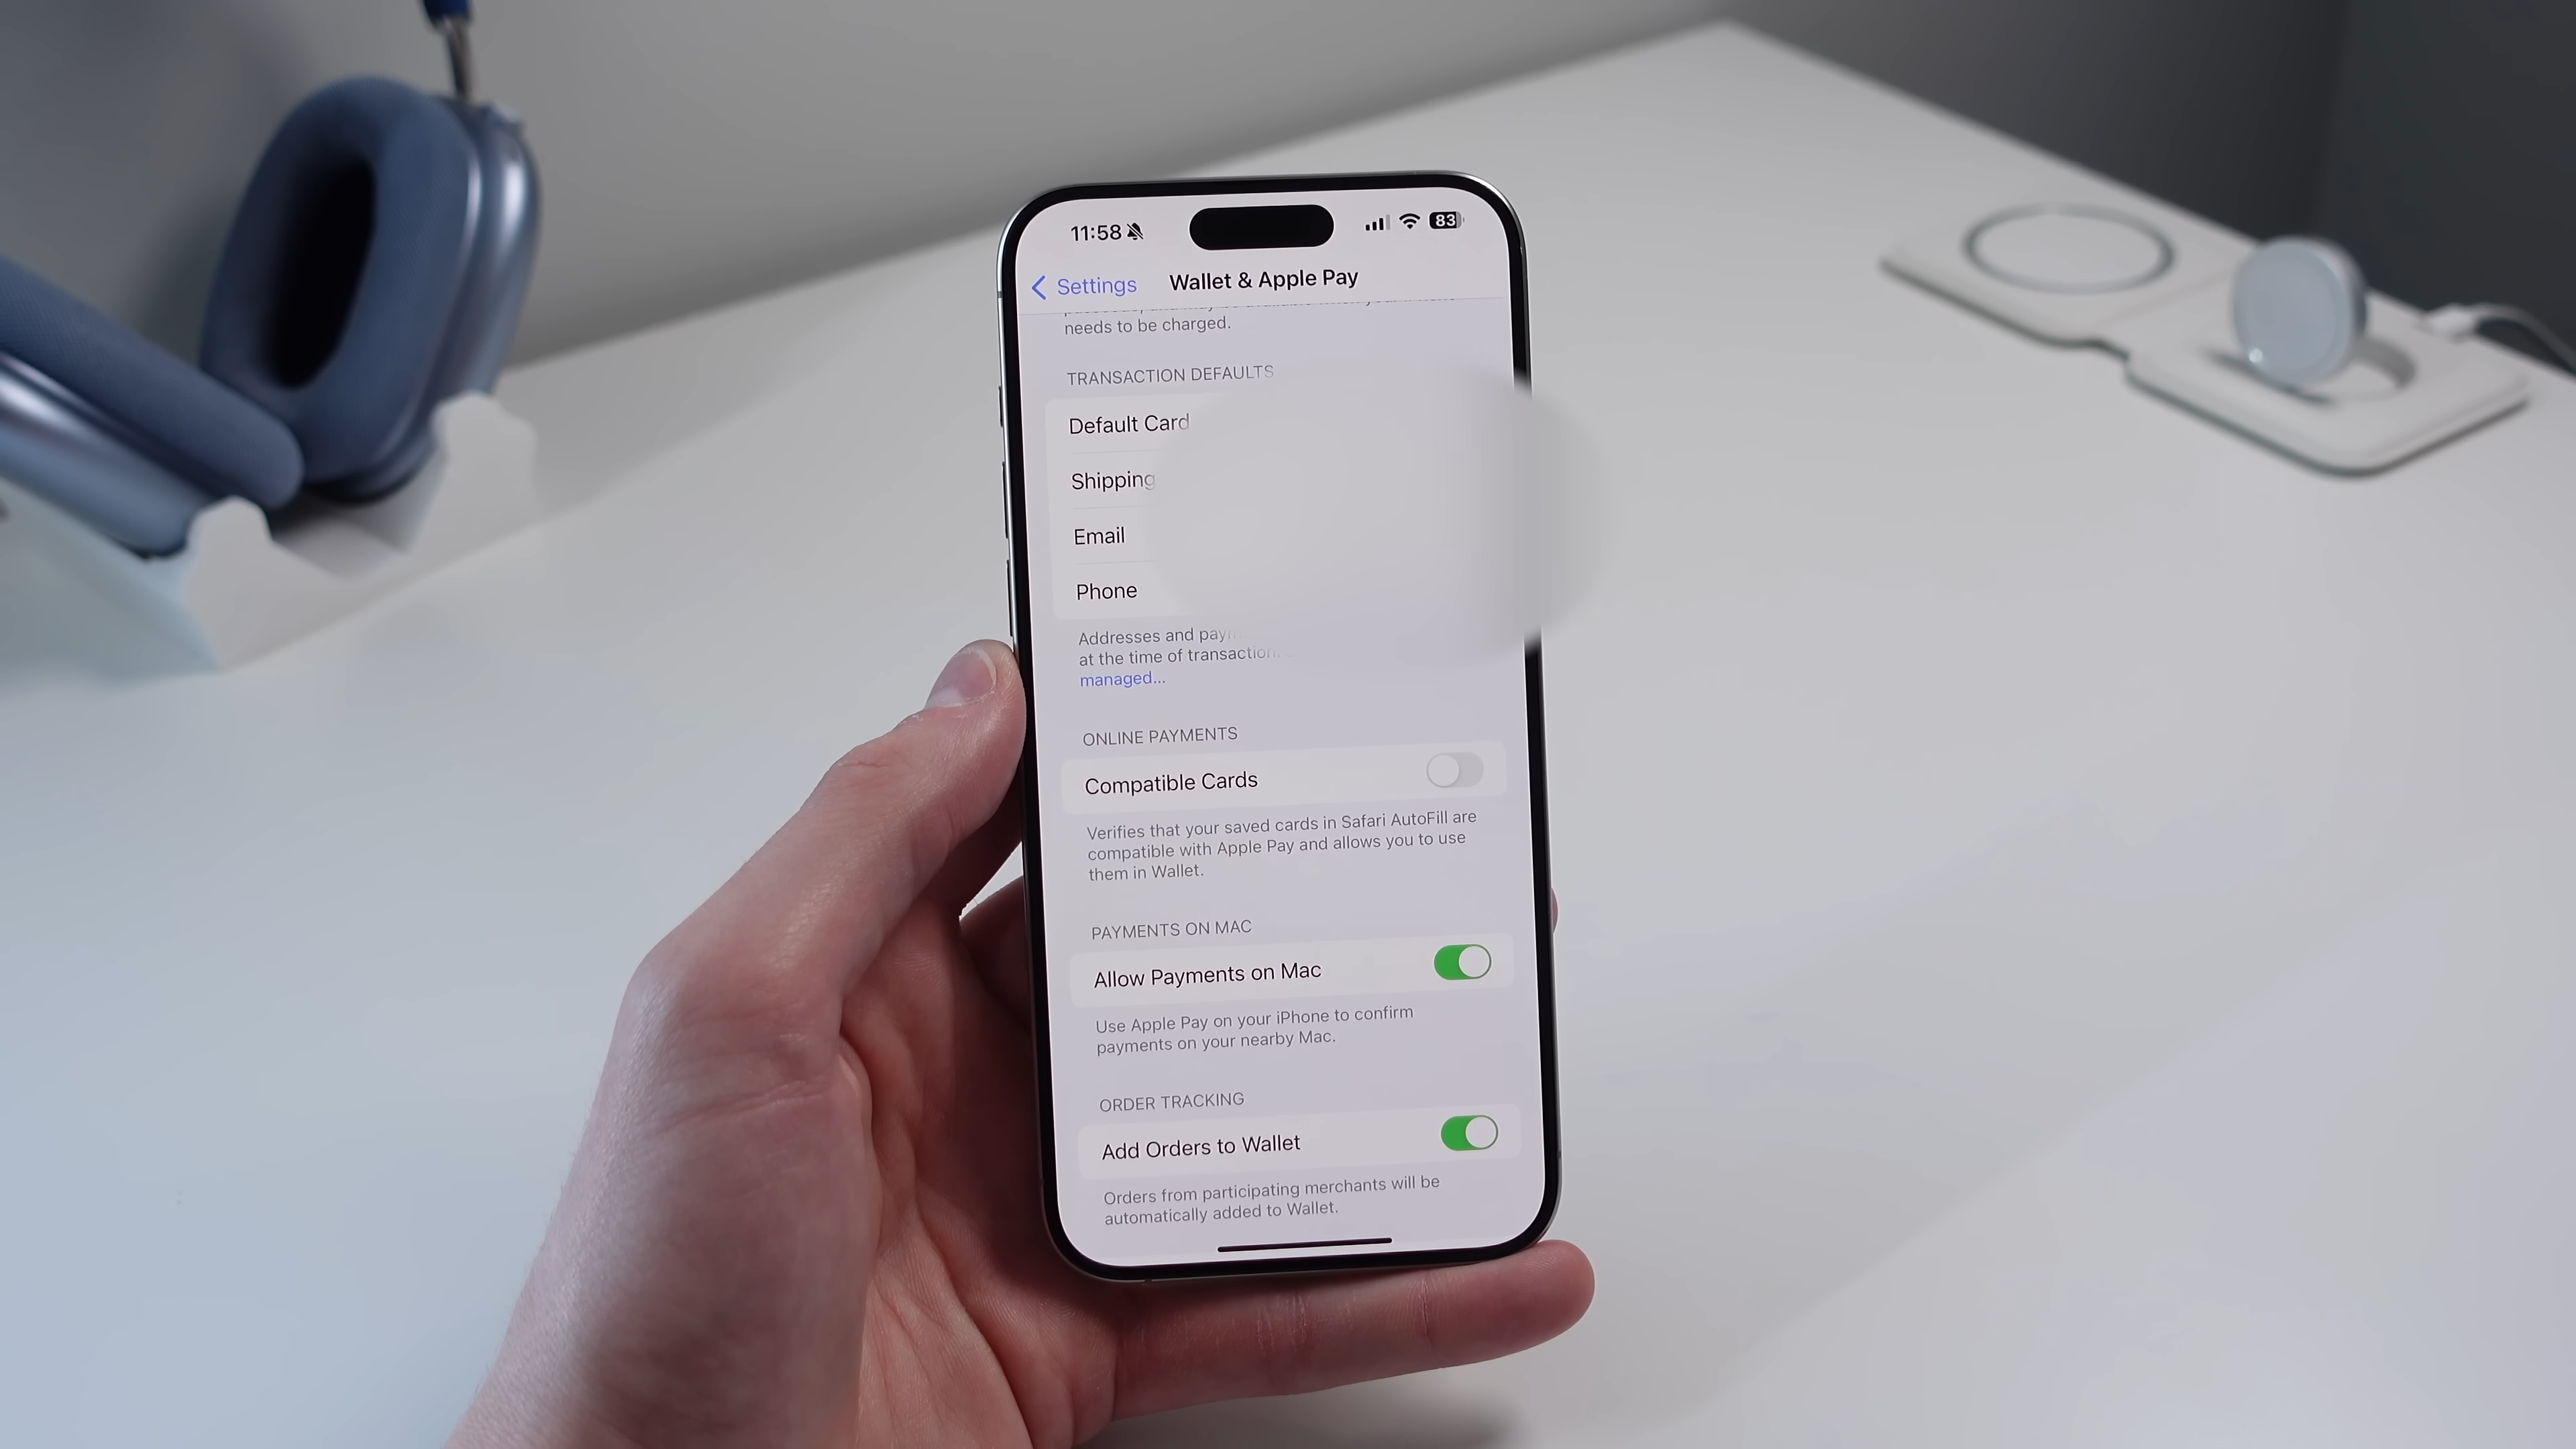 11:58
83
Settings
Wallet & Apple Pay
needs to be charged.
TRANSACTION DEFAULTS
Default Card
Shipping
Email
Phone
Addresses and
at the time of transaction.
managed...
ONLINE PAYMENTS
Compatible Cards
Verifies that your saved cards in Safari AutoFill are
compatible with Apple Pay and allows you to use
them in Wallet.
PAYMENTS ON MAC
Allow Payments on Mac
Use Apple Pay on your iPhone to confirm
payments on your nearby Mac.
ORDER TRACKING
Add Orders to Wallet
Orders from participating merchants will be
automatically added to Wallet.